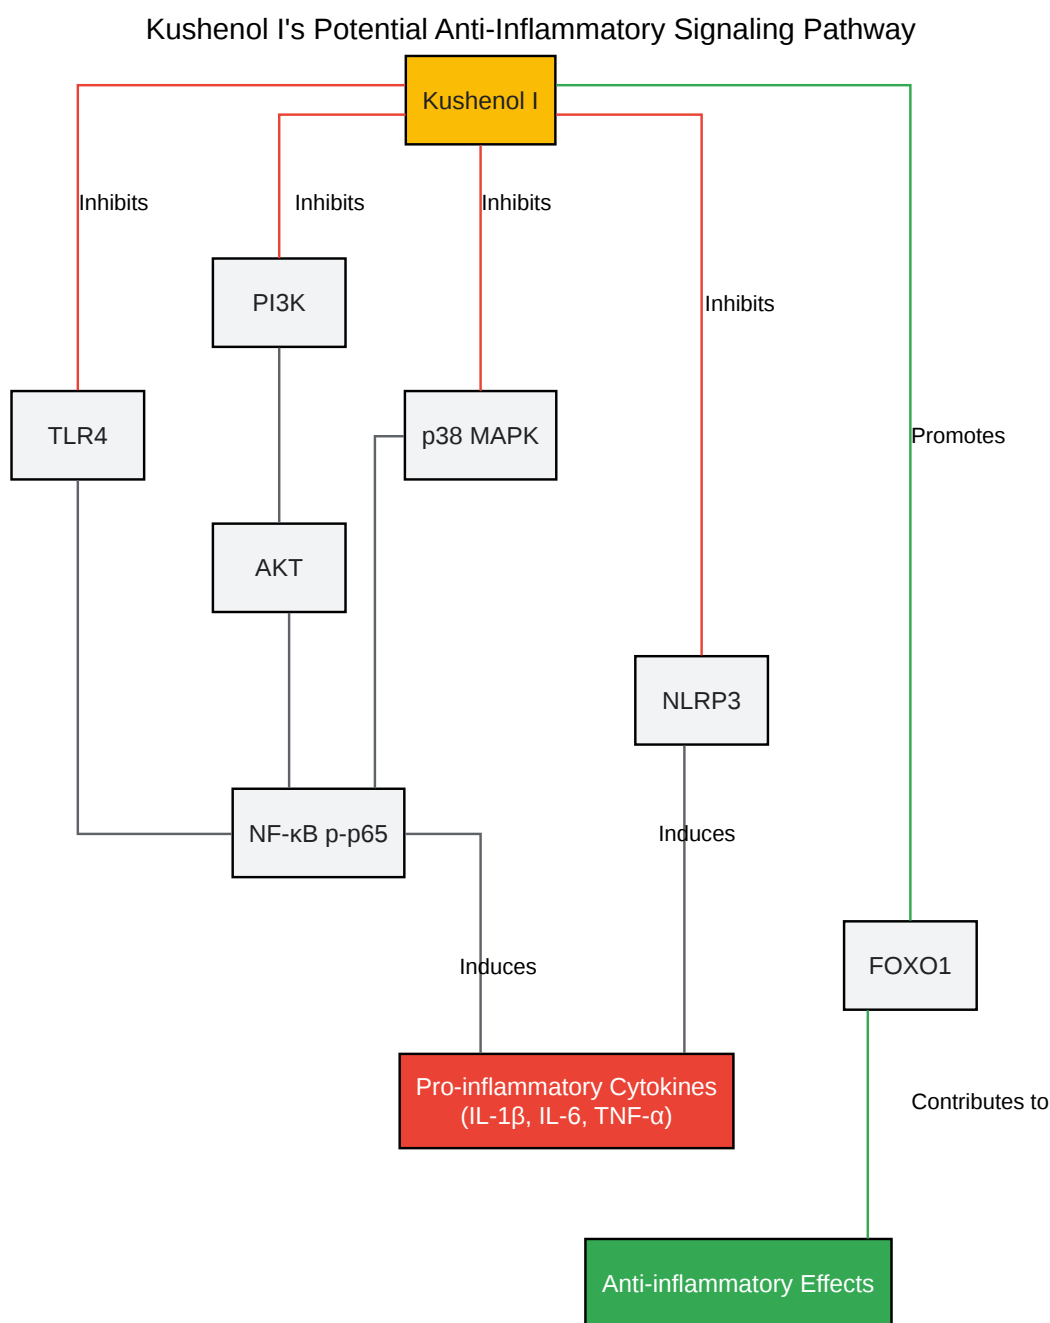 Kushenol I's Potential Anti-Inflammatory Signaling Pathway
Kushenol I
Inhibits
Inhibits
Inhibits
PI3K
Inhibits
TLR4
p38 MAPK
Promotes
AKT
NLRP3
NF-κB p-p65
Induces
Induces
FOXO1
Pro-inflammatory Cytokines
(IL-1β, IL-6, TNF-α)
Contributes to
Anti-inflammatory Effects